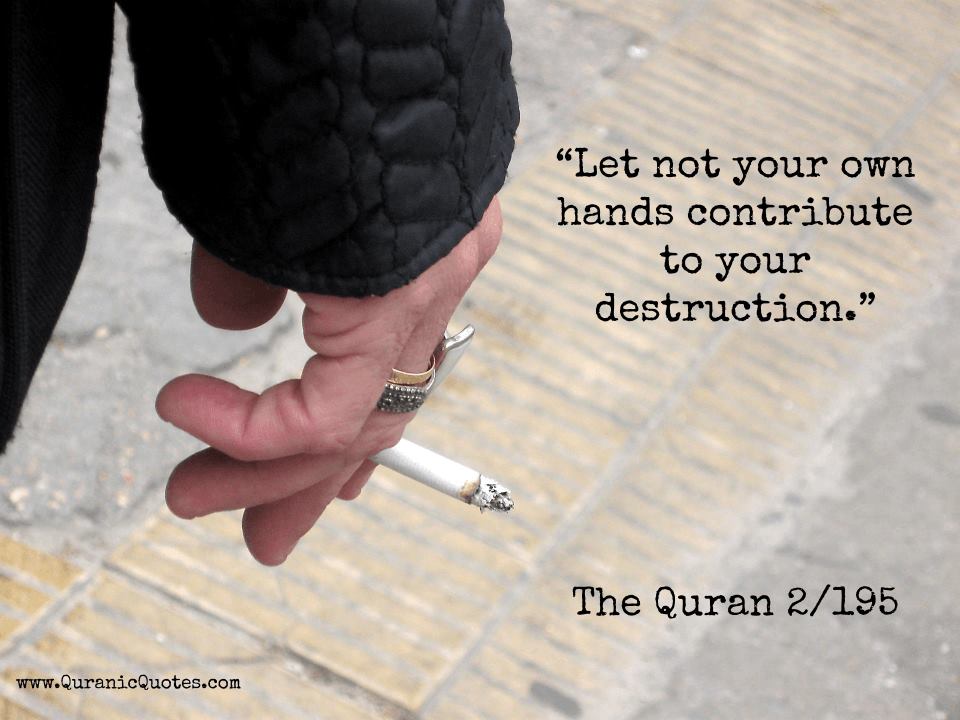 “Let not your own
hands contribute
to your
destruction.”
The Quran 2/195
www.QuranicQuotes.com